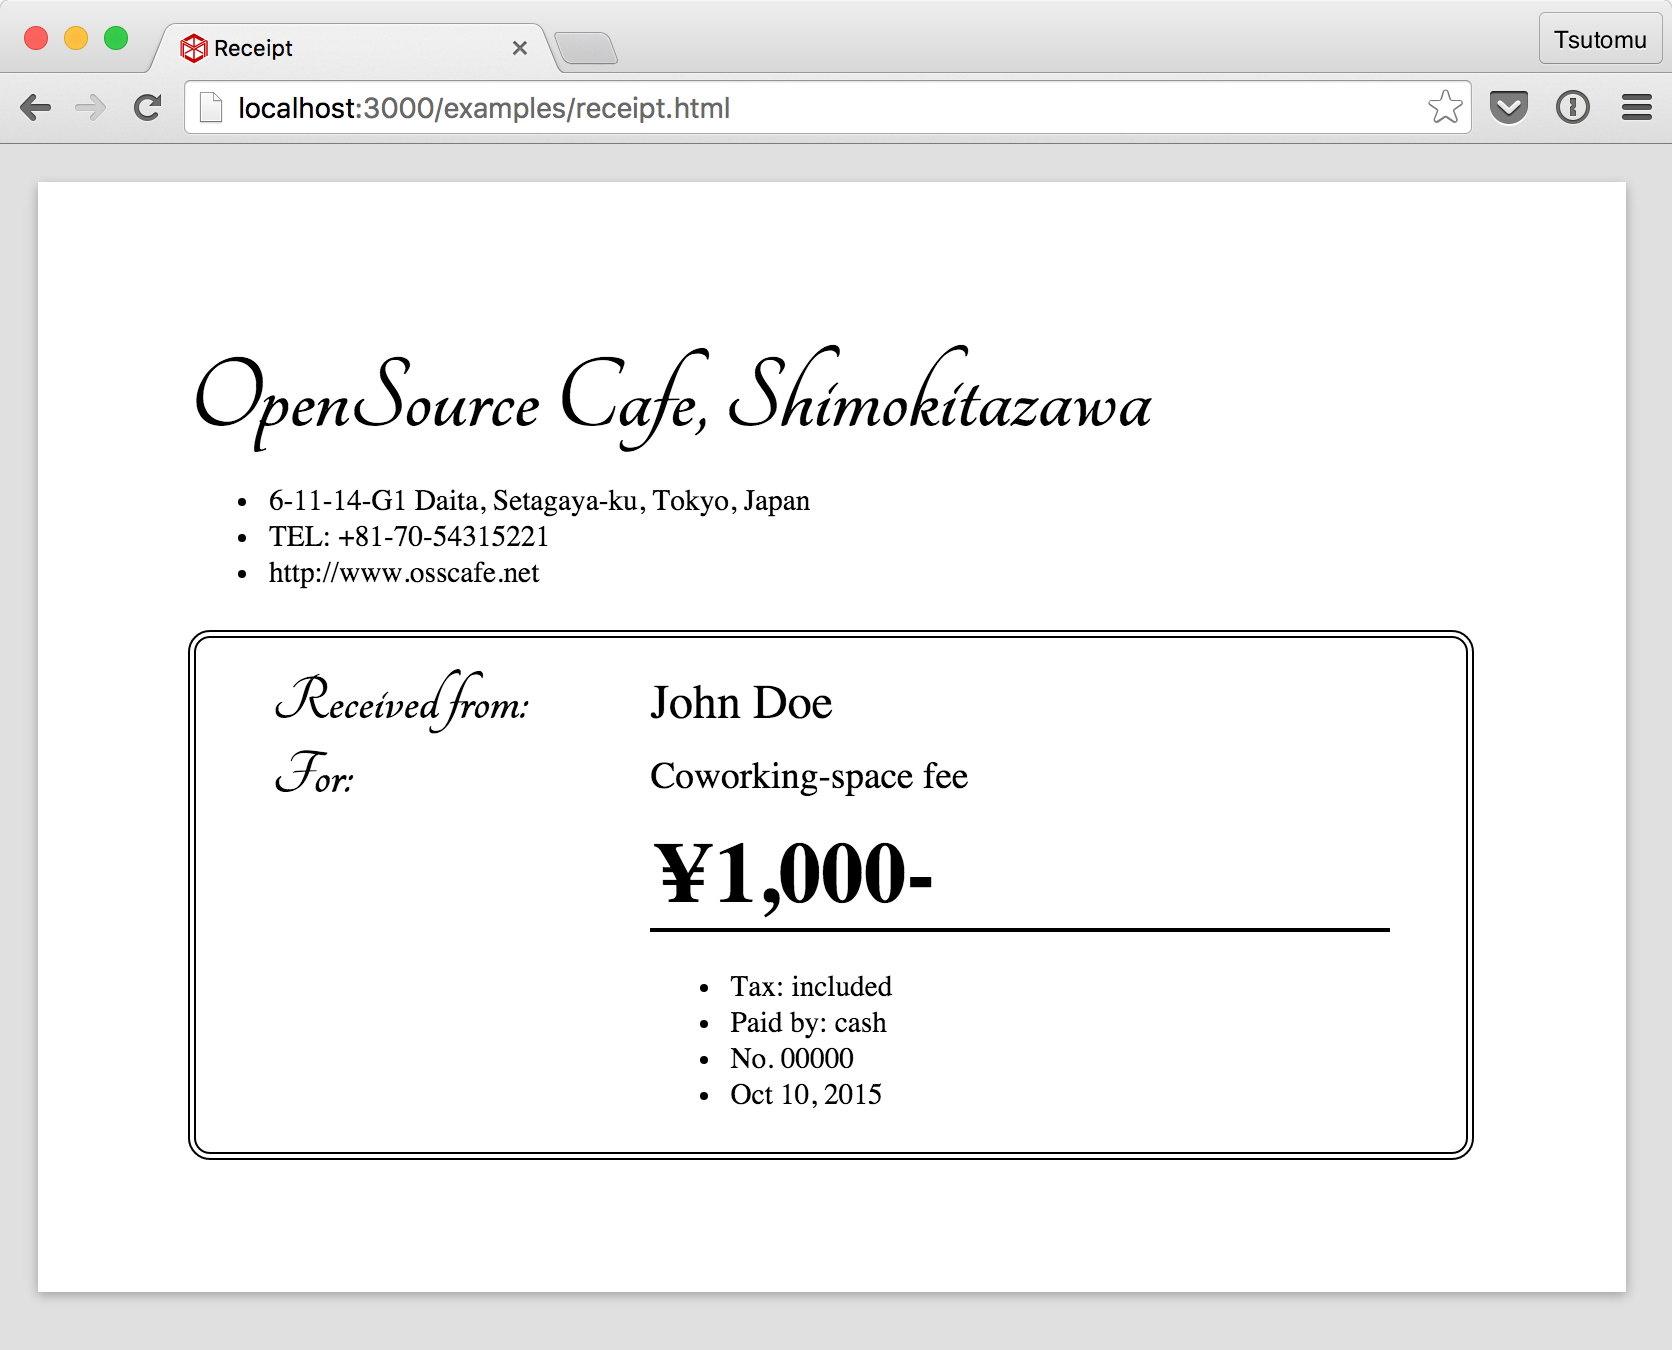 Receipt
Tsutomu
localhost:3000/examples/receipt.html
OpenSource Cafe, Shimokitazawa
• 6-11-14-G1 Daita, Setagaya-ku, Tokyo, Japan
• TEL: +81-70-54315221
• http://www.osscafe.net
Received from: John Doe
For: Coworking-space fee
¥1,000-
• Tax: included
• Paid by: cash
• No. 00000
• Oct 10, 2015